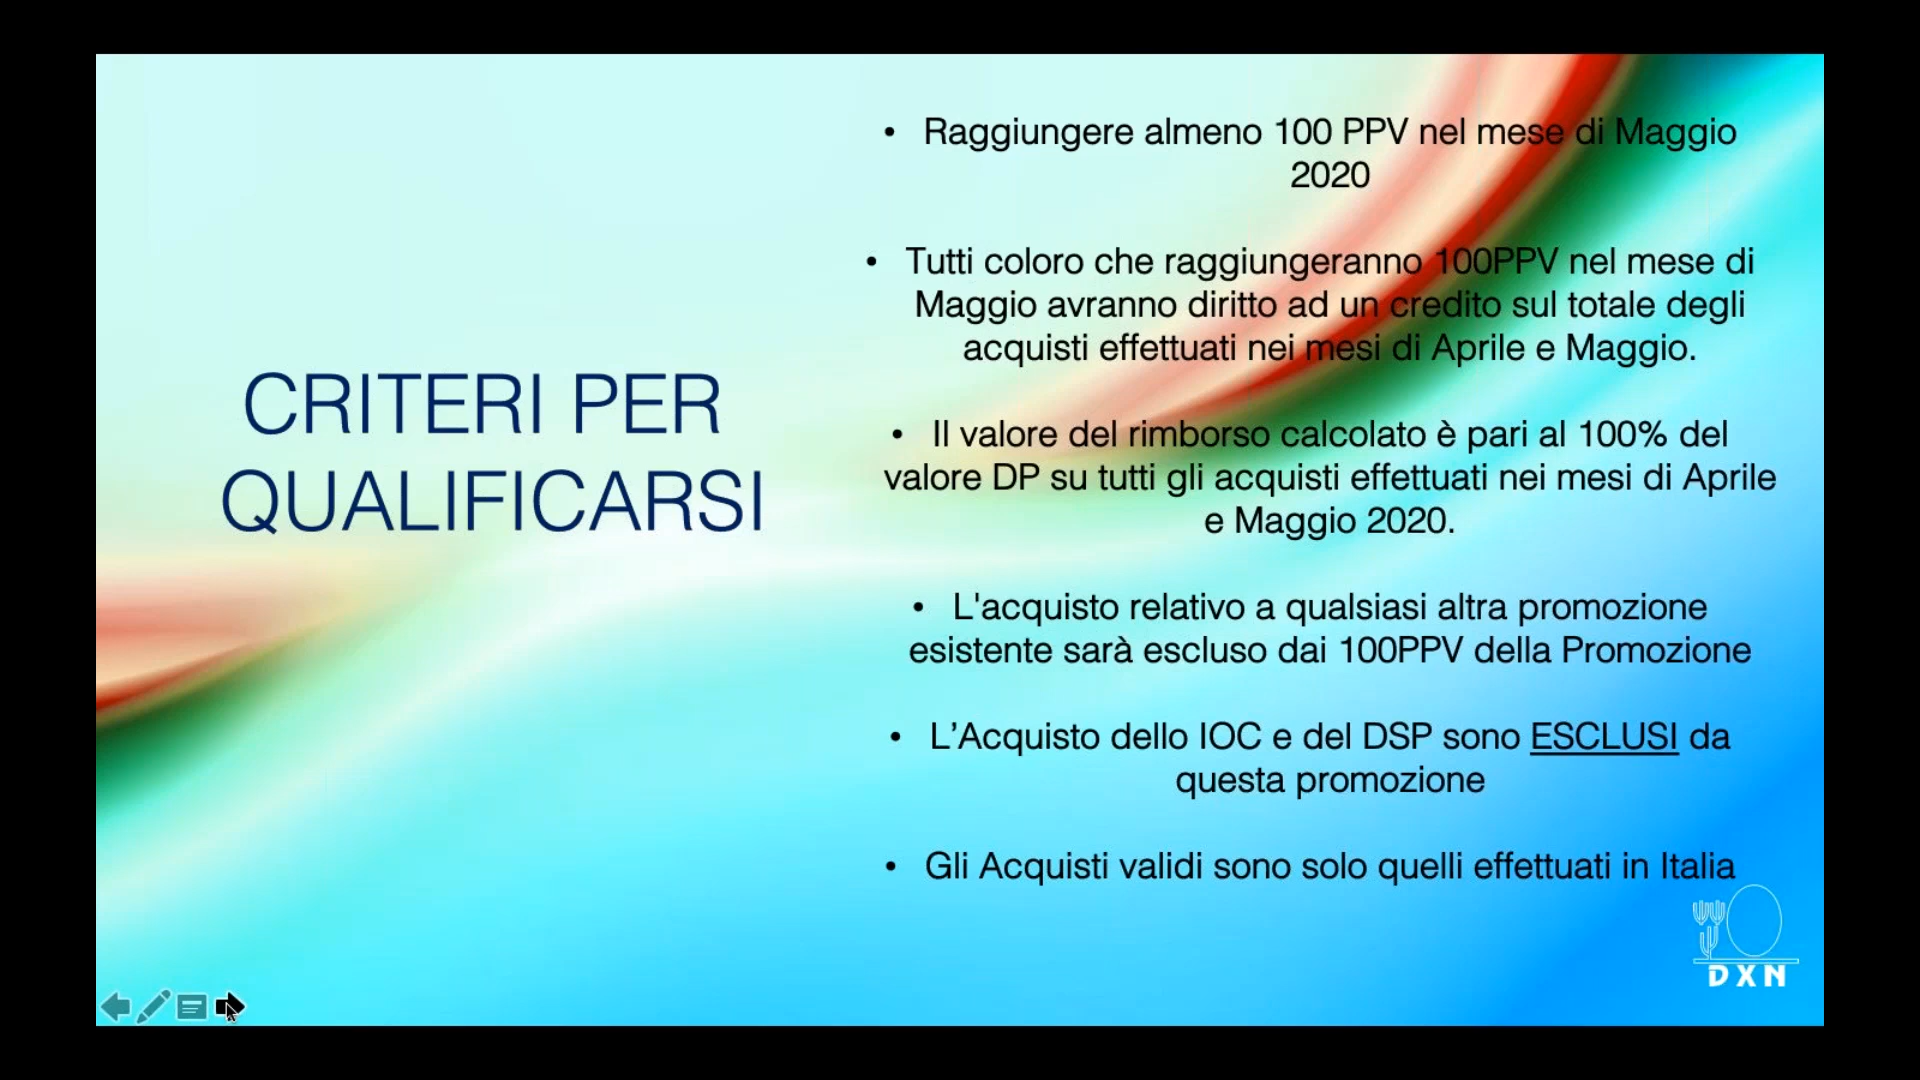 CRITERI PER
QUALIFICARSI
• Raggiungere almeno 100 PPV nel mese di Maggio
2020
• Tutti coloro che raggiungeranno 100PPV nel mese di
Maggio avranno diritto ad un credito sul totale degli
acquisti effettuati nei mesi di Aprile e Maggio.
• Il valore del rimborso calcolato è pari al 100% del
valore DP su tutti gli acquisti effettuati nei mesi di Aprile
e Maggio 2020.
• L'acquisto relativo a qualsiasi altra promozione
esistente sarà escluso dai 100PPV della Promozione
• L’Acquisto dello IOC e del DSP sono ESCLUSI da
questa promozione
• Gli Acquisti validi sono solo quelli effettuati in Italia
DXN